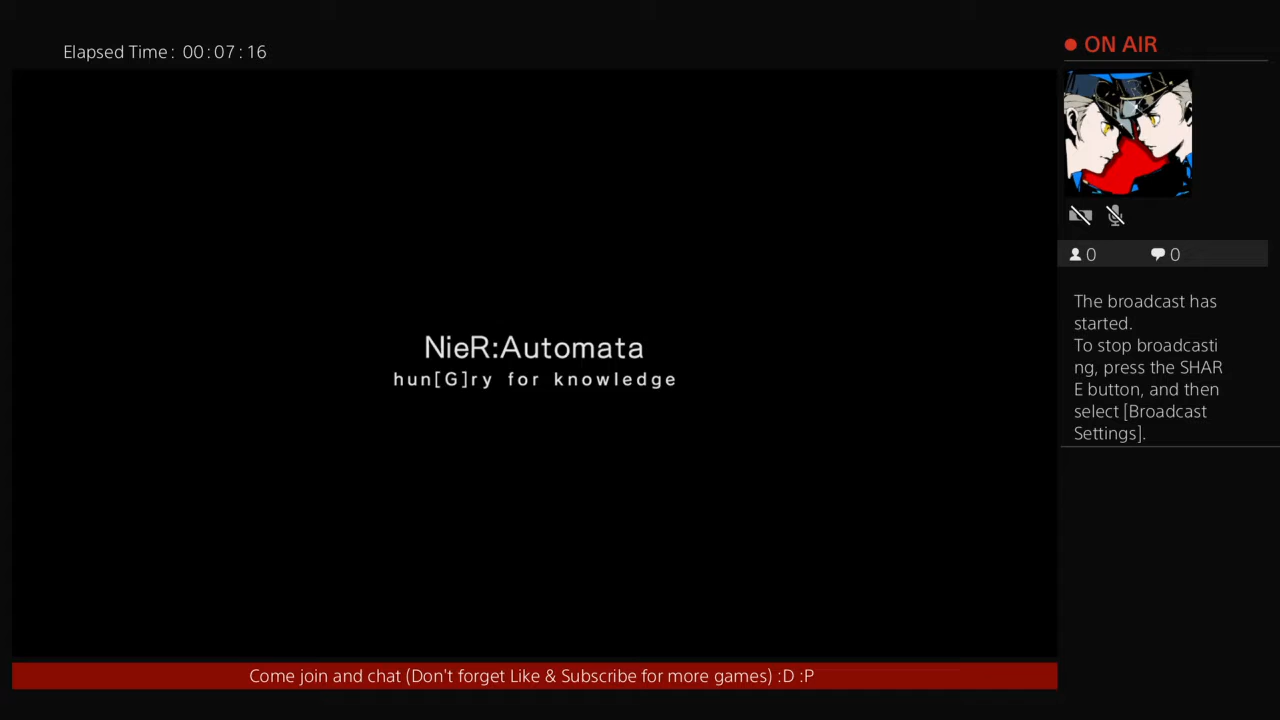 Elapsed Time: 00:07:16
ON AIR
0 0
The broadcast has
started.
To stop broadcasti
ng, press the SHAR
E button, and then
select [Broadcast
Settings].
NieR:Automata
hun[G]ry for knowledge
Come join and chat (Don't forget Like & Subscribe for more games) :D :P